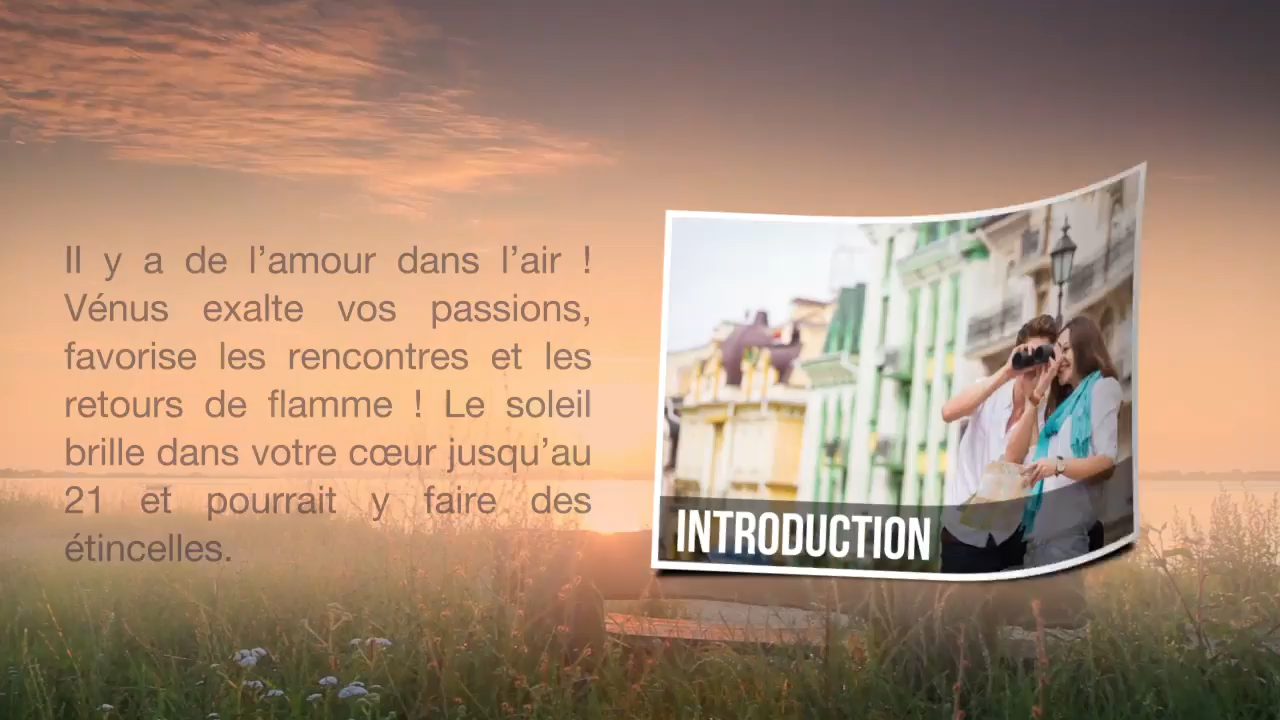 Il y a de l’amour dans l’air !
Vénus exalte vos passions,
favorise les rencontres et les
retours de flamme ! Le soleil
brille dans votre cœur jusqu’au
21 et pourrait y faire des
étincelles.
INTRODUCTION